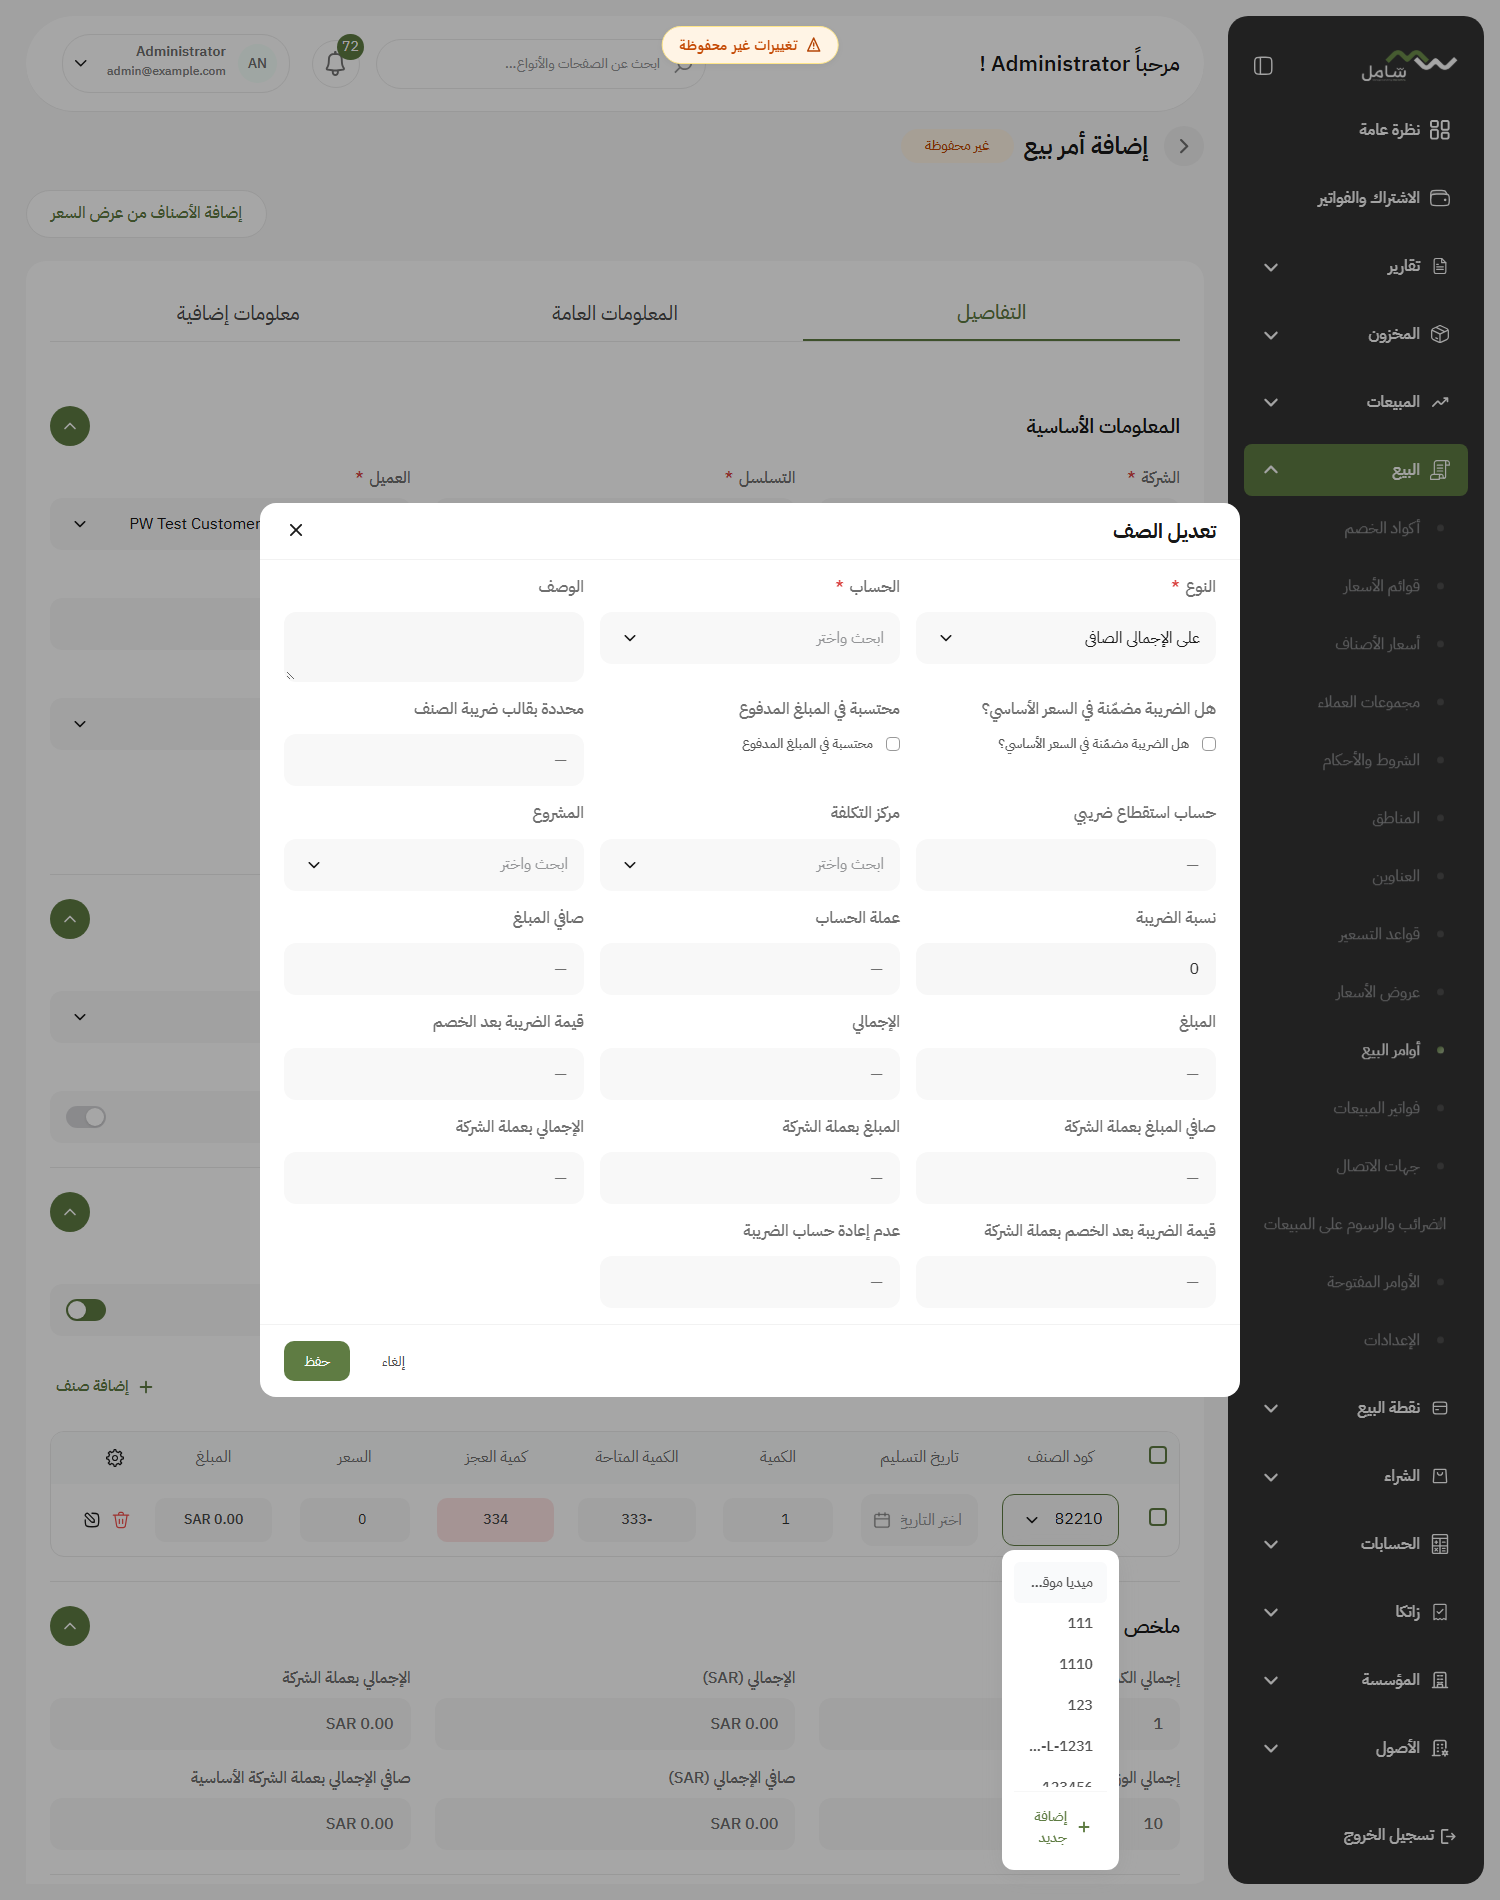 شامل
نظرة عامة
الاشتراك والفواتير
تقارير
المخزون
المبيعات
البيع
أكواد الخصم
قوائم الأسعار
أسعار الأصناف
مجموعات العملاء
الشروط والأحكام
المناطق
العناوين
قواعد التسعير
عروض الأسعار
أوامر البيع
فواتير المبيعات
جهات الاتصال
الضرائب والرسوم على المبيعات
الأوامر المفتوحة
الإعدادات
نقطة البيع
الشراء
الحسابات
زاتكا
المؤسسة
الأصول
تسجيل الخروج
مرحباً Administrator !
تغييرات غير محفوظة
ابحث عن الصفحات والأنواع...
72
Administrator
admin@example.com
AN
إضافة أمر بيع
غير محفوظة
إضافة الأصناف من عرض السعر
التفاصيل
المعلومات العامة
معلومات إضافية
المعلومات الأساسية
الشركة *
التسلسل *
العميل *
PW Test Customer
تعديل الصف
النوع *
الحساب *
الوصف
على الإجمالي الصافي
ابحث واختر
هل الضريبة مضمّنة في السعر الأساسي؟
محتسبة في المبلغ المدفوع
محددة بقالب ضريبة الصنف
هل الضريبة مضمّنة في السعر الأساسي؟
محتسبة في المبلغ المدفوع
—
حساب استقطاع ضريبي
مركز التكلفة
المشروع
—
ابحث واختر
ابحث واختر
نسبة الضريبة
عملة الحساب
صافي المبلغ
0
—
—
المبلغ
الإجمالي
قيمة الضريبة بعد الخصم
—
—
—
صافي المبلغ بعملة الشركة
المبلغ بعملة الشركة
الإجمالي بعملة الشركة
—
—
—
قيمة الضريبة بعد الخصم بعملة الشركة
عدم إعادة حساب الضريبة
—
—
إلغاء
حفظ
إضافة صنف
كود الصنف
تاريخ التسليم
الكمية
الكمية المتاحة
كمية العجز
السعر
المبلغ
82210
اختر التاريخ
1
333-
334
0
SAR 0.00
ميديا موقـ...
111
1110
123
...-L-1231
123456
إضافة جديد
ملخص
إجمالي الكم
الإجمالي (SAR)
الإجمالي بعملة الشركة
1
SAR 0.00
SAR 0.00
إجمالي الوز
صافي الإجمالي (SAR)
صافي الإجمالي بعملة الشركة الأساسية
10
SAR 0.00
SAR 0.00